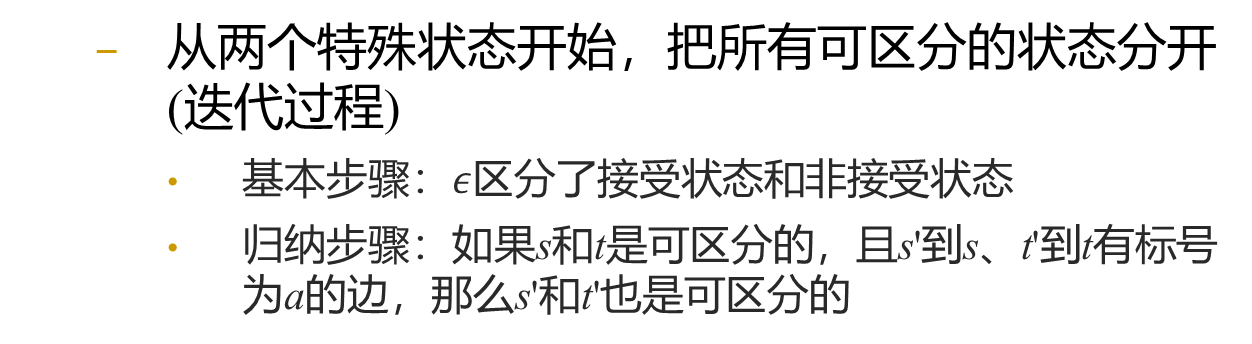 – 从两个特殊状态开始，把所有可区分的状态分开
(迭代过程)
• 基本步骤：ϵ区分了接受状态和非接受状态
• 归纳步骤：如果s和t是可区分的，且s'到s、t'到t有标号
为a的边，那么s'和t'也是可区分的